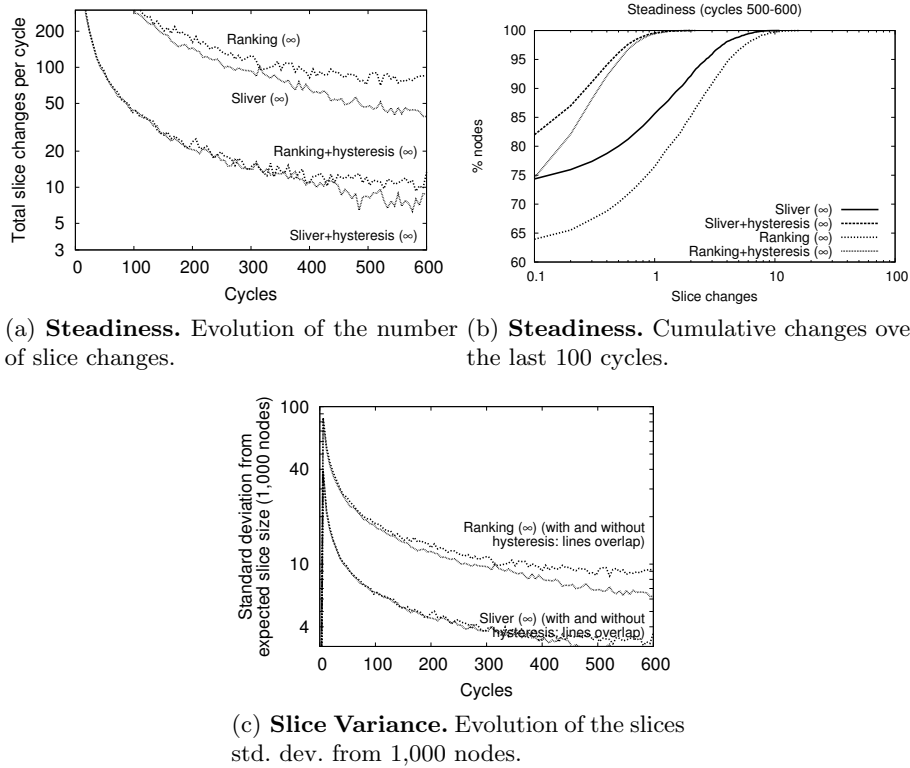 300
100
50
20
10
5
3
Total slice changes per cycle
Ranking (∞)
Sliver (∞)
Ranking+hysteresis (∞)
Sliver+hysteresis (∞)
0 100 200 300 400 500 600
Cycles
(a) Steadiness. Evolution of the number
of slice changes.
Steadiness (cycles 500-600)
100
95
90
85
80
75
70
65
60
% nodes
Sliver (∞)
Sliver+hysteresis (∞)
Ranking (∞)
Ranking+hysteresis (∞)
0.1 1 10 100
Slice changes
(b) Steadiness. Cumulative changes ove
the last 100 cycles.
100
40
10
4
Standard deviation from
expected slice size (1,000 nodes)
Ranking (∞) (with and without
hysteresis: lines overlap)
Sliver (∞) (with and without
hysteresis: lines overlap)
0 100 200 300 400 500 600
Cycles
(c) Slice Variance. Evolution of the slices
std. dev. from 1,000 nodes.